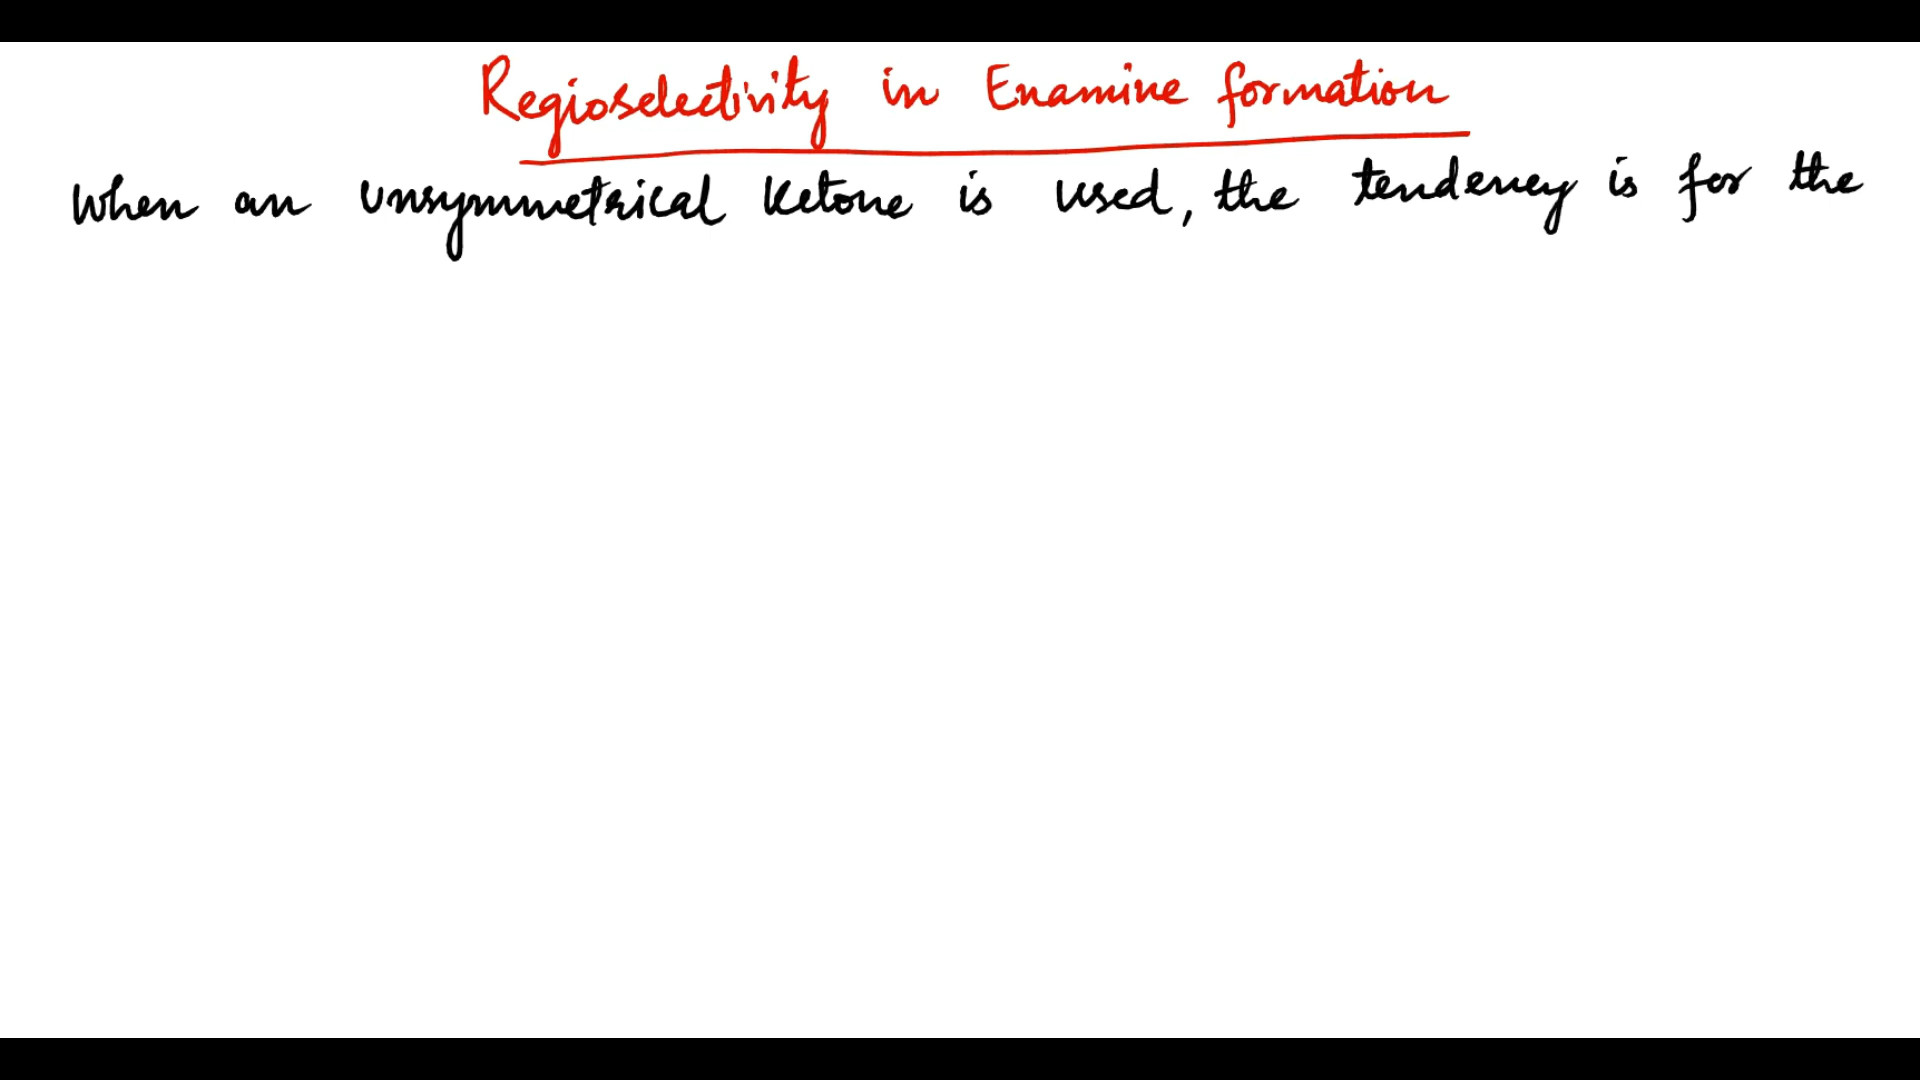 Regioselectivity in Enamine formation
When an unsymmetrical ketone is used, the tendency is for the